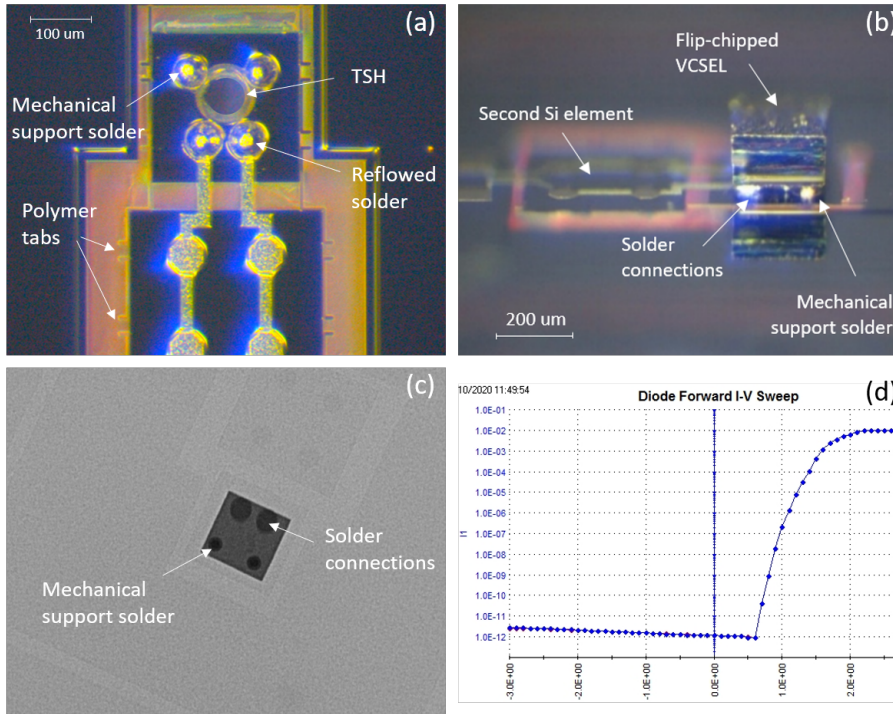 (a)
100 um
TSH
Mechanical
support solder
Reflowed
solder
Polymer
tabs
(b)
Flip-chipped
VCSEL
Second Si element
Solder
connections
Mechanical
support solder
200 um
(c)
Solder
connections
Mechanical
support solder
(d)
10/2020 11:49:54
Diode Forward I-V Sweep
1.0E-01
1.0E-02
1.0E-03
1.0E-04
1.0E-05
1.0E-06
1.0E-07
1.0E-08
1.0E-09
1.0E-10
1.0E-11
1.0E-12
I1
-3.0E+00
-2.0E+00
-1.0E+00
0.0E+00
1.0E+00
2.0E+00